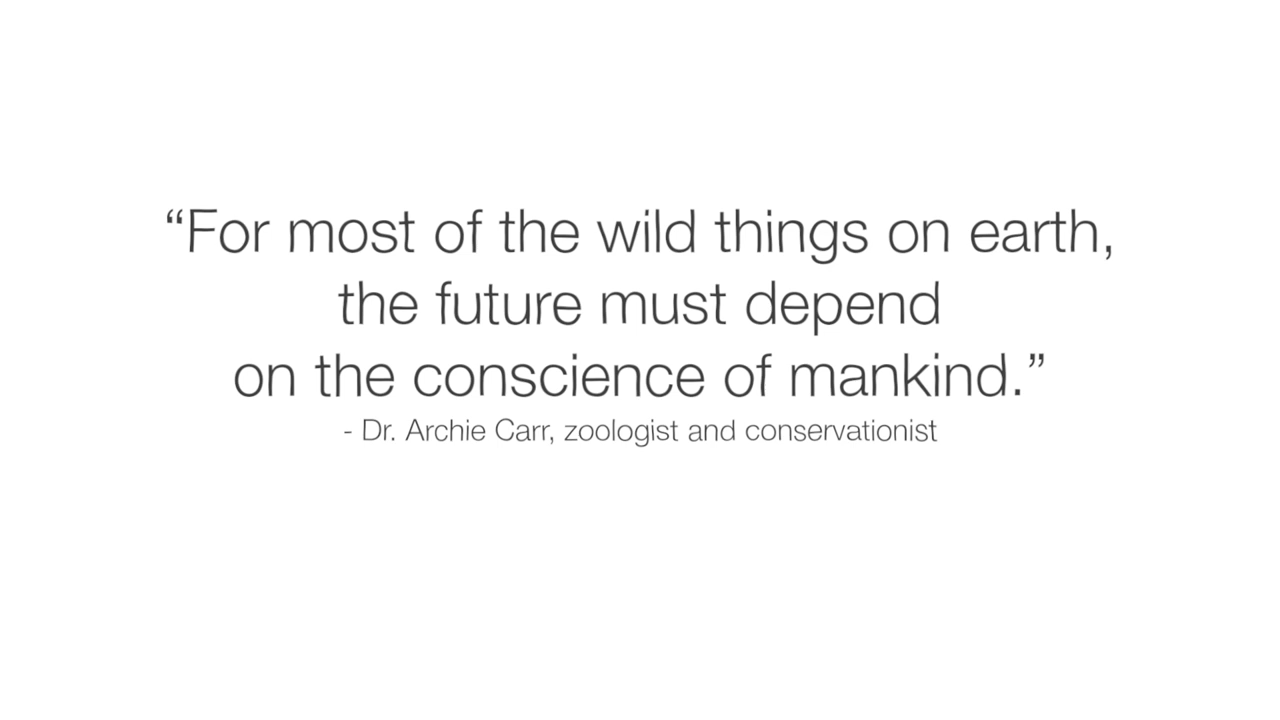 “For most of the wild things on earth,
the future must depend
on the conscience of mankind.”
- Dr. Archie Carr, zoologist and conservationist